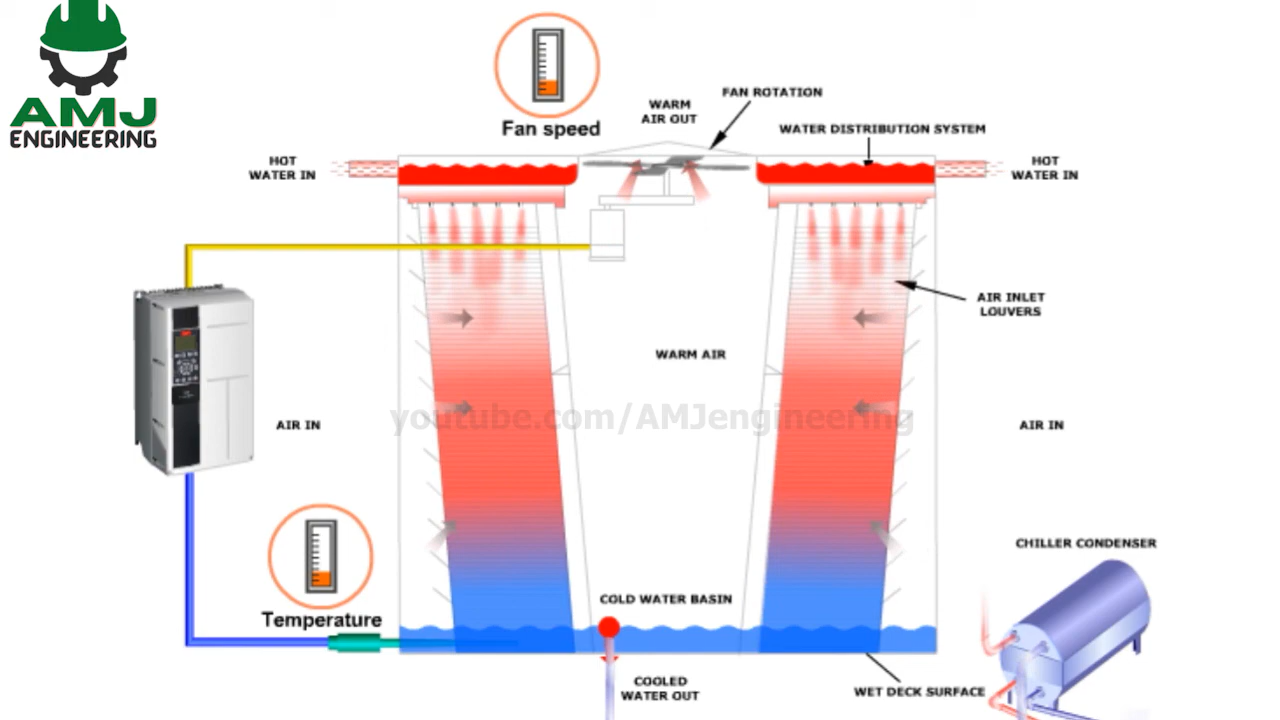 AMJ
ENGINEERING
Fan speed
WARM
AIR OUT
FAN ROTATION
WATER DISTRIBUTION SYSTEM
HOT
WATER IN
HOT
WATER IN
AIR INLET
LOUVERS
WARM AIR
youtube.com/AMJengineering
AIR IN
AIR IN
CHILLER CONDENSER
Temperature
COLD WATER BASIN
COOLED
WATER OUT
WET DECK SURFACE